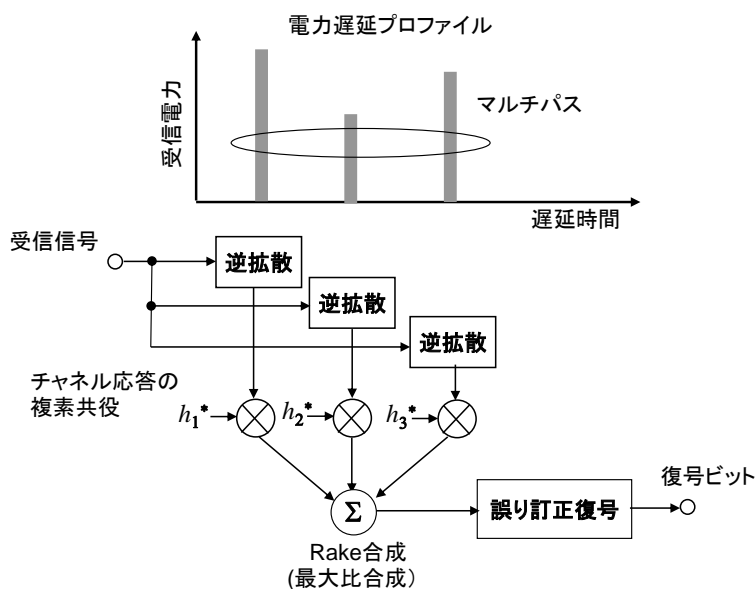 電力遅延プロファイル
受信電力
マルチパス
遅延時間
受信信号
逆拡散
逆拡散
逆拡散
チャネル応答の
複素共役
h₁*
h₂*
h₃*
Σ
誤り訂正復号
復号ビット
Rake合成
(最大比合成）